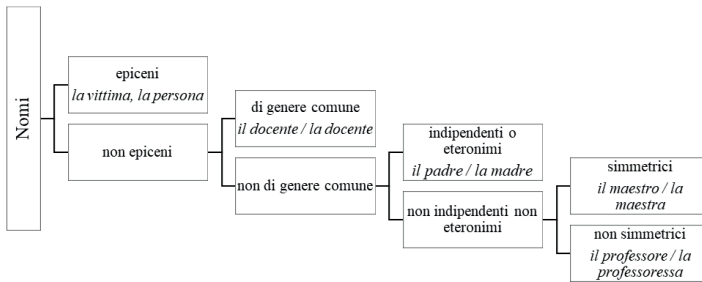 Nomi
epiceni
la vittima, la persona
non epiceni
di genere comune
il docente / la docente
non di genere comune
indipendenti o
eteronimi
il padre / la madre
non indipendenti non
eteronimi
simmetrici
il maestro / la
maestra
non simmetrici
il professore / la
professoressa